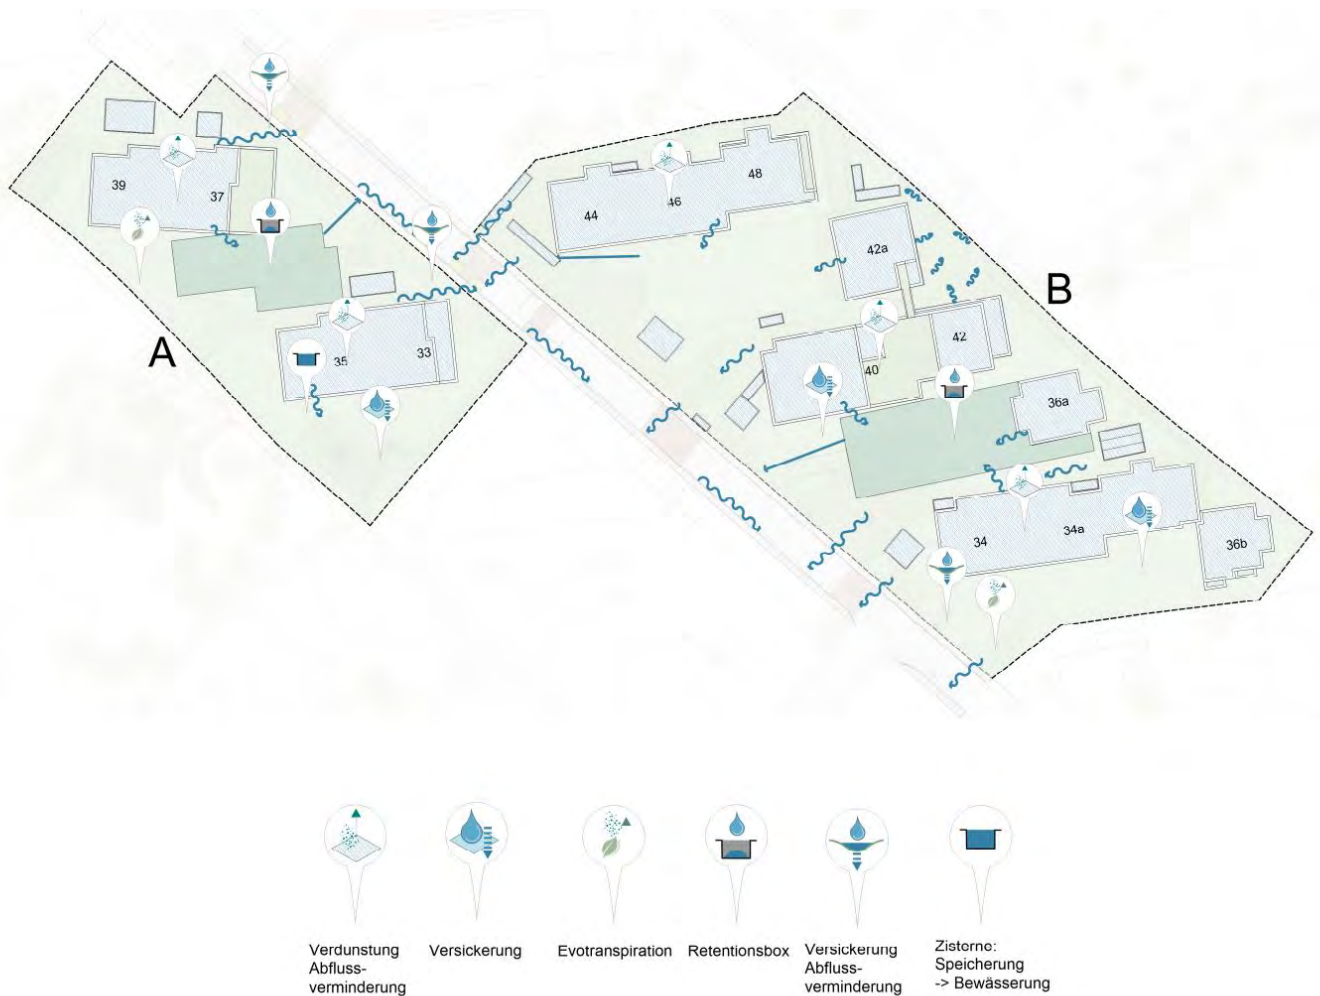 39
37
A
35
33
44
46
48
42a
B
42
40
36a
34
34a
36b
Verdunstung
Abfluss-
verminderung
Versickerung
Evotranspiration
Retentionsbox
Versickerung
Abfluss-
verminderung
Zisterne:
Speicherung
-> Bewässerung